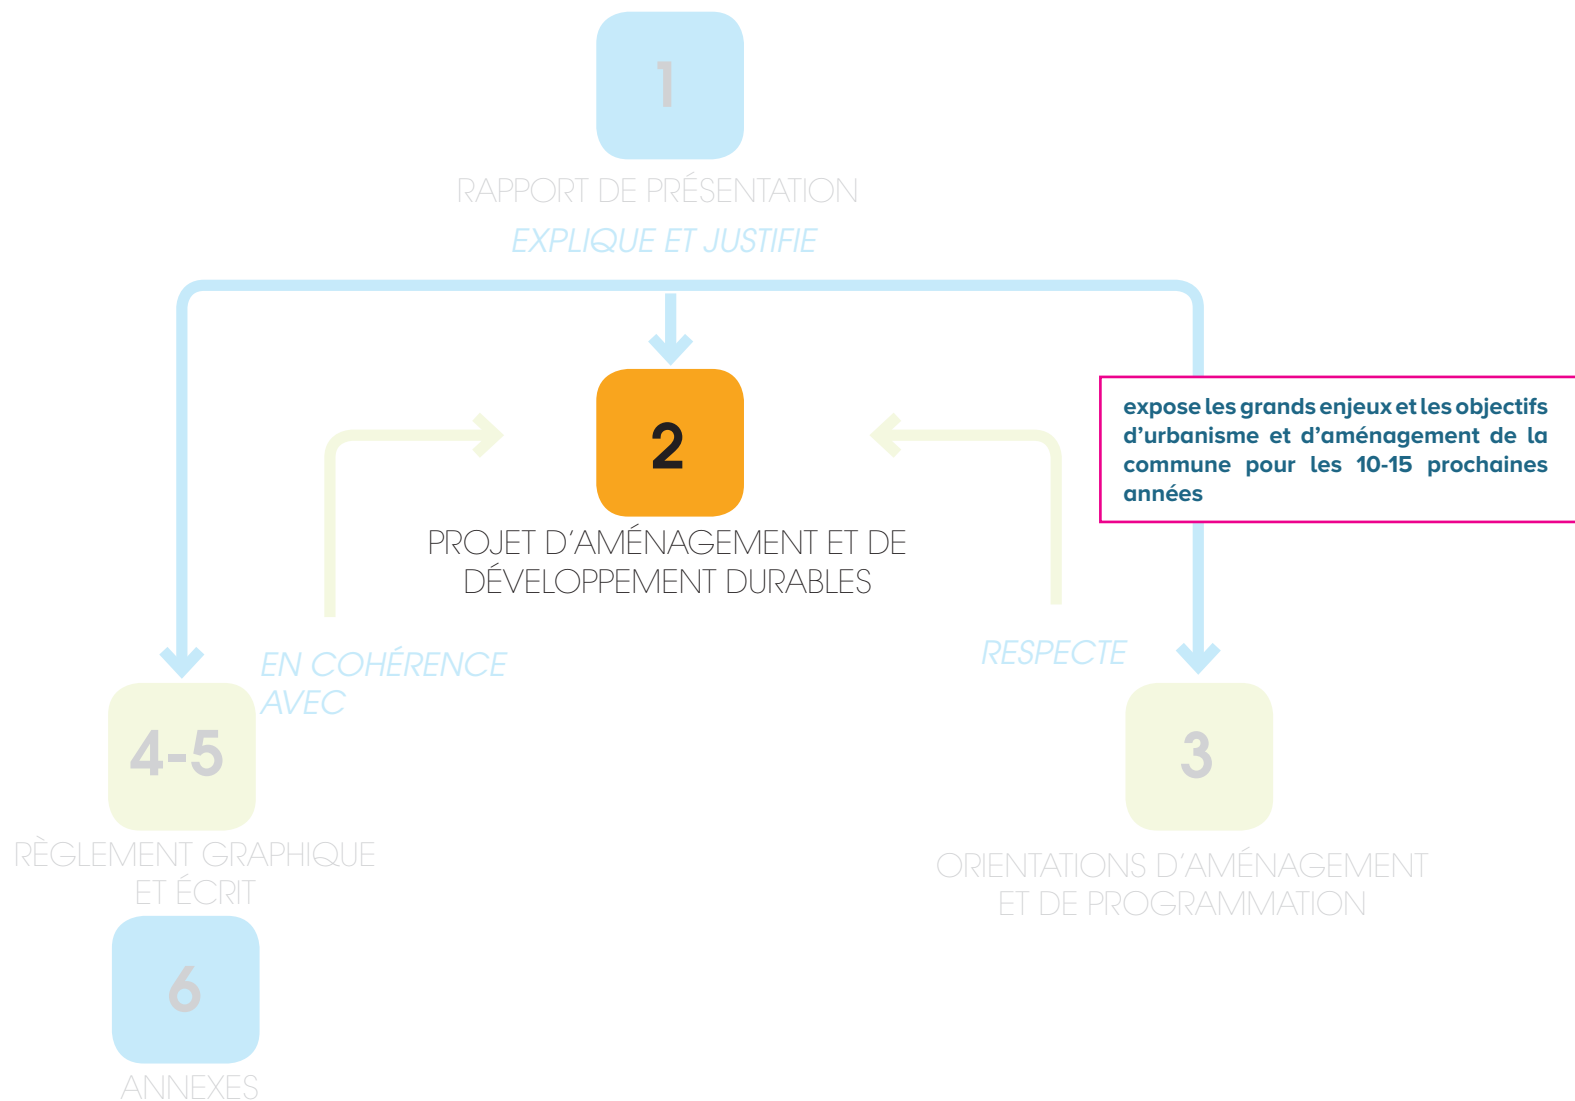 1
RAPPORT DE PRÉSENTATION
EXPLIQUE ET JUSTIFIE
2
PROJET D’AMÉNAGEMENT ET DE
DÉVELOPPEMENT DURABLES
expose les grands enjeux et les objectifs
d’urbanisme et d’aménagement de la
commune pour les 10-15 prochaines
années
EN COHÉRENCE
AVEC
RESPECTE
4-5
RÈGLEMENT GRAPHIQUE
ET ÉCRIT
3
ORIENTATIONS D’AMÉNAGEMENT
ET DE PROGRAMMATION
6
ANNEXES